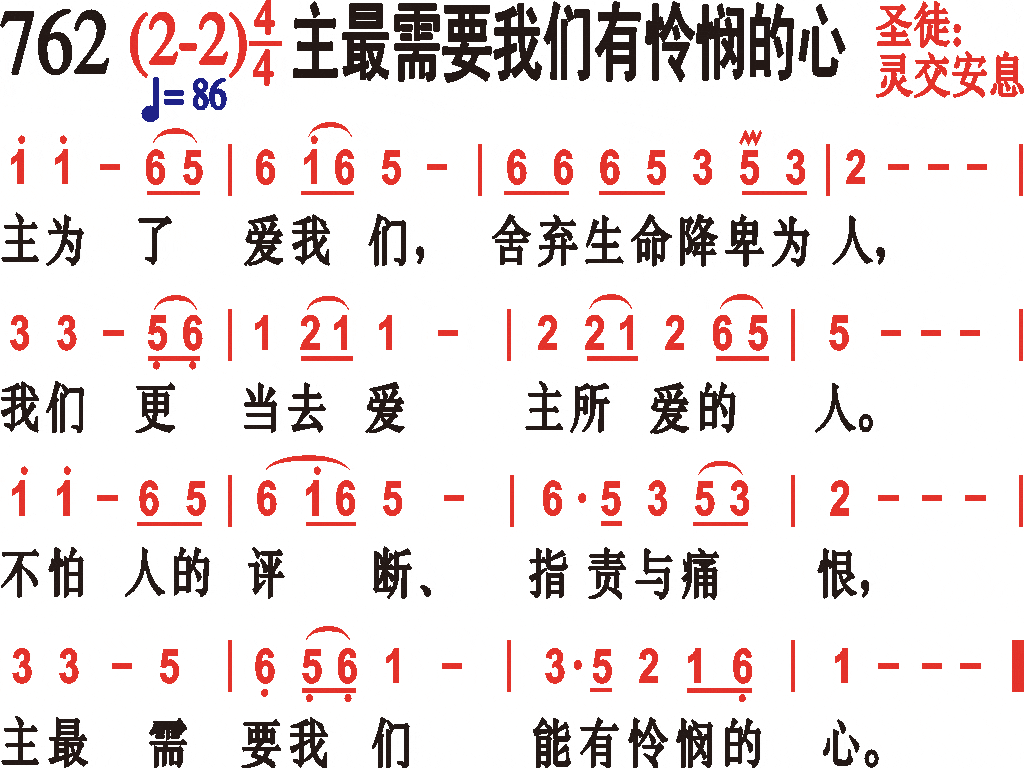 762 (2-2) 4/4 主最需要我们有怜悯的心 圣徒:
♩= 86 灵交安息
1̇ 1̇ – 6 5 | 6 1̇ 6 5 – | 6 6 6 5 3 5 3 | 2 – – – |
主为 了 爱我 们, 舍弃生命降卑为 人,
3 3 – 5̣ 6̣ | 1 2 1 1 – | 2 2 1 2 6 5 | 5 – – – |
我们 更 当去 爱 主所 爱的 人。
1̇ 1̇ – 6 5 | 6 1̇ 6 5 – | 6 · 5 3 5 3 | 2 – – – |
不怕 人的 评 断、 指 责与痛 恨,
3 3 – 5 | 6̣ 5̣ 6̣ 1 – | 3 · 5 2 1 6̣ | 1 – – –
主最 需 要我 们 能有怜悯的 心。